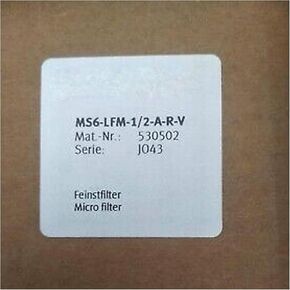 MS6-LFM-1/2-A-R-V
Mat.-Nr.: 530502
Serie: J043
Feinstfilter
Micro filter